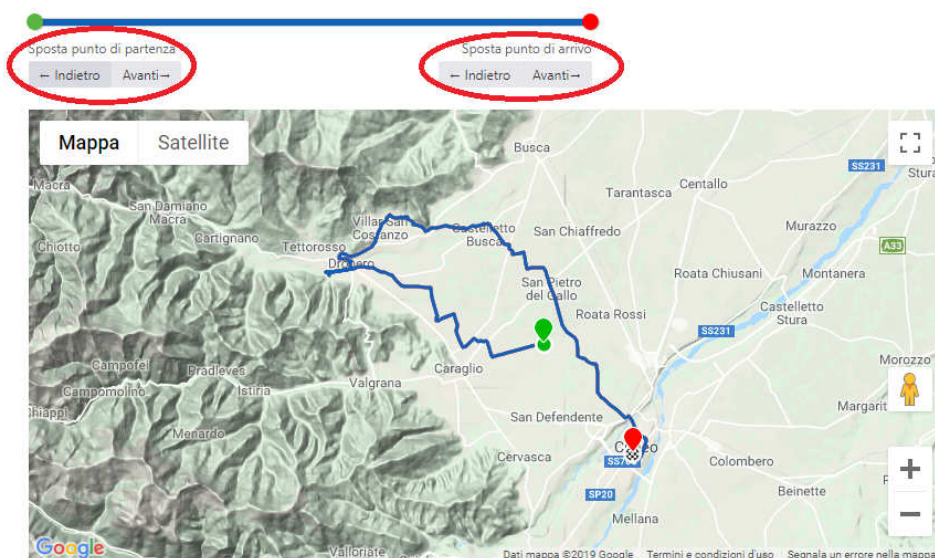 Sposta punto di partenza
Sposta punto di arrivo
← Indietro Avanti→
← Indietro Avanti→
Mappa Satellite
Busca
SS231
Stura
Macra
Tarantasca
Centallo
San Damiano
Macra
Villar San
Costanzo
Castelletto
Busca
San Chiaffredo
Murazzo
Chiotto
Cartignano
Tettorosso
A33
Dronero
Roata Chiusani
Montanera
San Pietro
del Gallo
Castelletto
Stura
Roata Rossi
2
SS231
Morozzo
Campofei
Pradleves
Caraglio
Campomolino
Istiria
Valgrana
Margarit
hiappi
San Defendente
Menardo
Cuneo
Cervasca
SS70
Colombero
SP20
Beinette
Mellana
Google
Valloriate
Dati mappa ©2019 Google Termini e condizioni d'uso Segnala un errore nella mappa